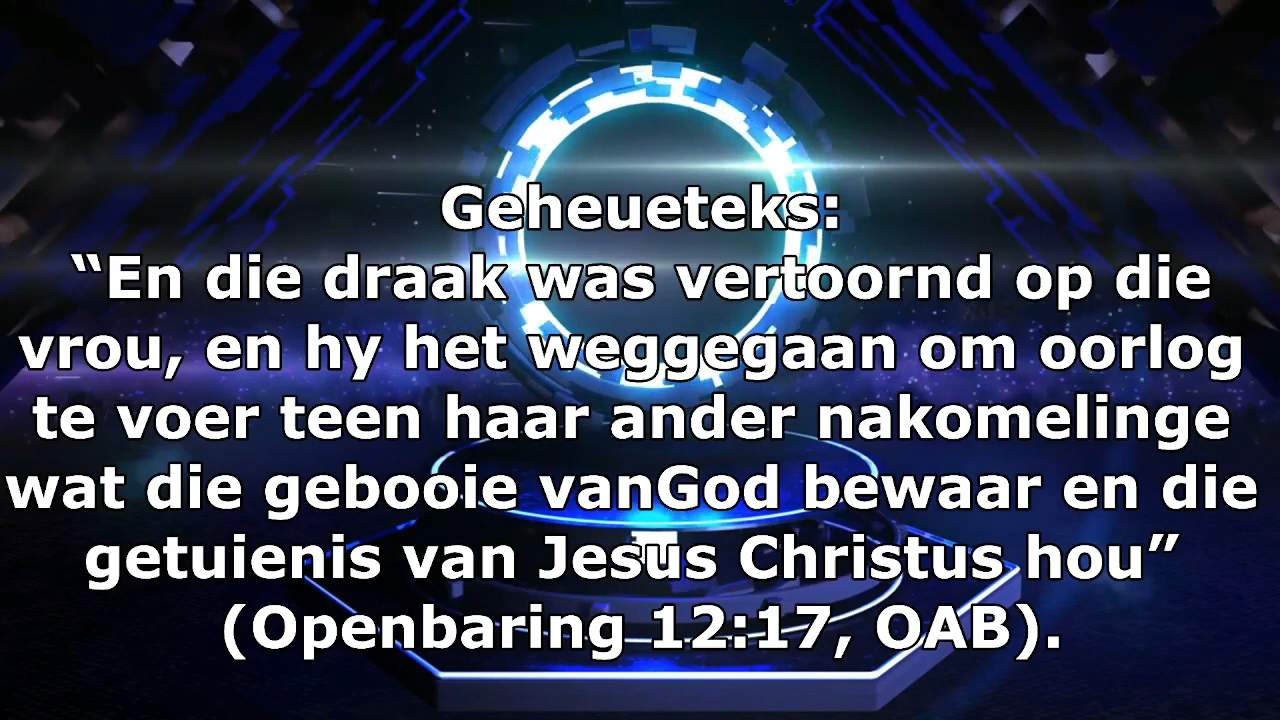 Geheueteks:
“En die draak was vertoornd op die
vrou, en hy het weggegaan om oorlog
te voer teen haar ander nakomelinge
wat die gebooie vanGod bewaar en die
getuienis van Jesus Christus hou”
(Openbaring 12:17, OAB).